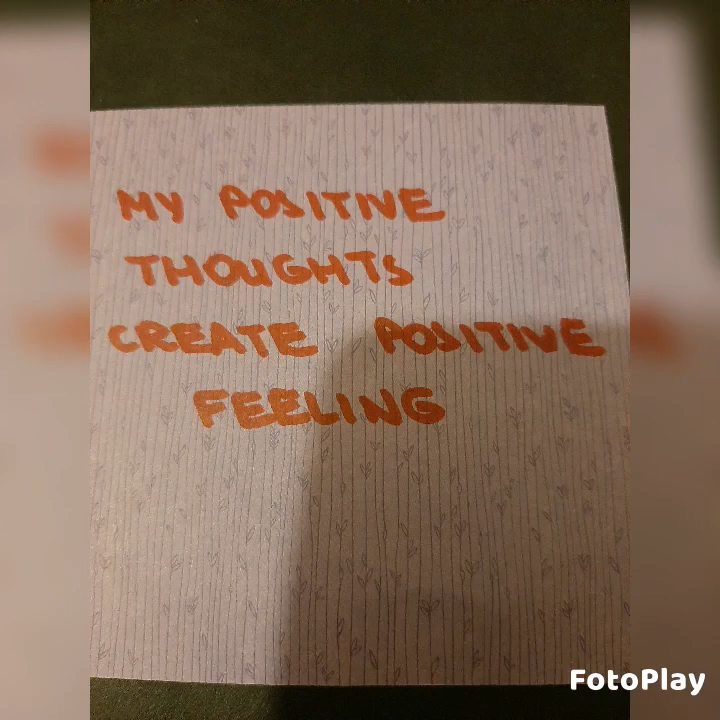 MY POSITIVE
THOUGHTS
CREATE POSITIVE
FEELING
FotoPlay